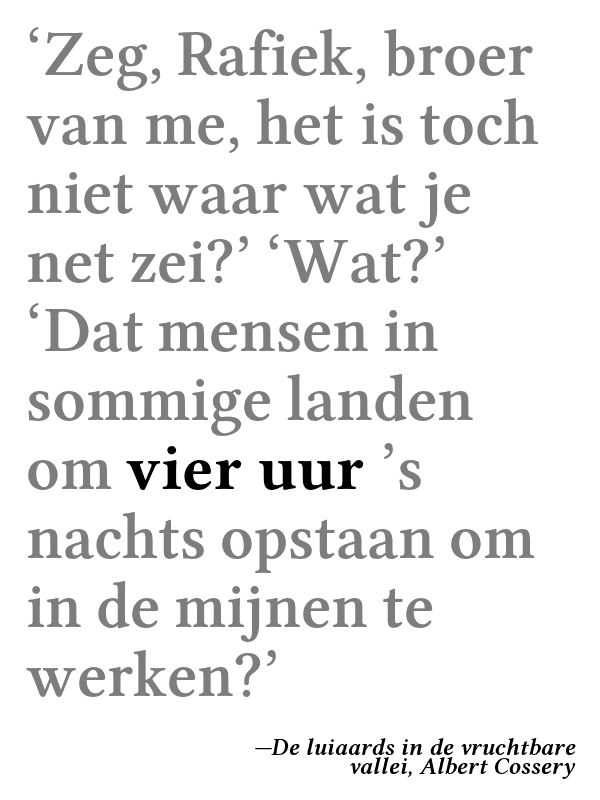 ‘Zeg, Rafiek, broer
van me, het is toch
niet waar wat je
net zei?’ ‘Wat?’
‘Dat mensen in
sommige landen
om vier uur ’s
nachts opstaan om
in de mijnen te
werken?’
—De luiaards in de vruchtbare
vallei, Albert Cossery